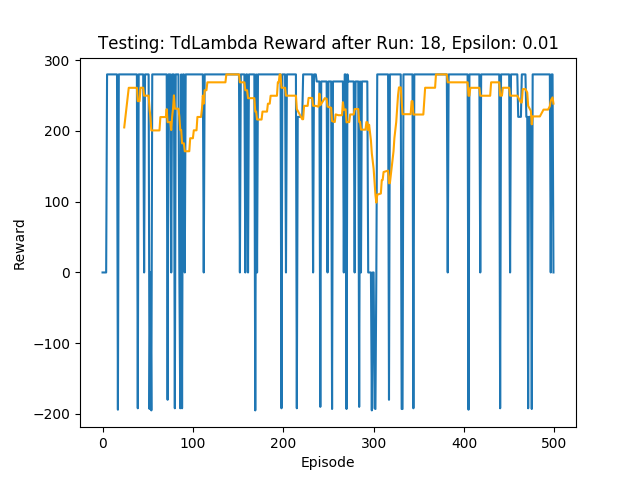 Testing: TdLambda Reward after Run: 18, Epsilon: 0.01
300
200
100
0
−100
−200
Reward
0 100 200 300 400 500
Episode